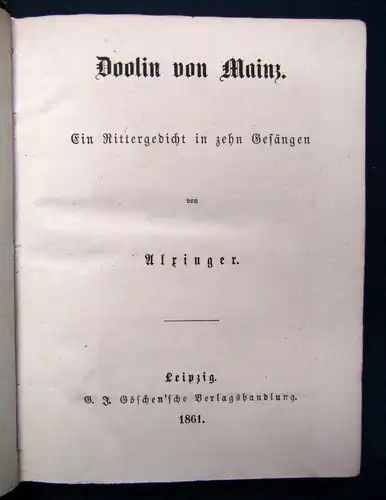 Doolin von Mainz.
Ein Rittergedicht in zehn Gesängen
von
Alxinger.
Leipzig.
G. J. Göschen'sche Verlagshandlung.
1861.